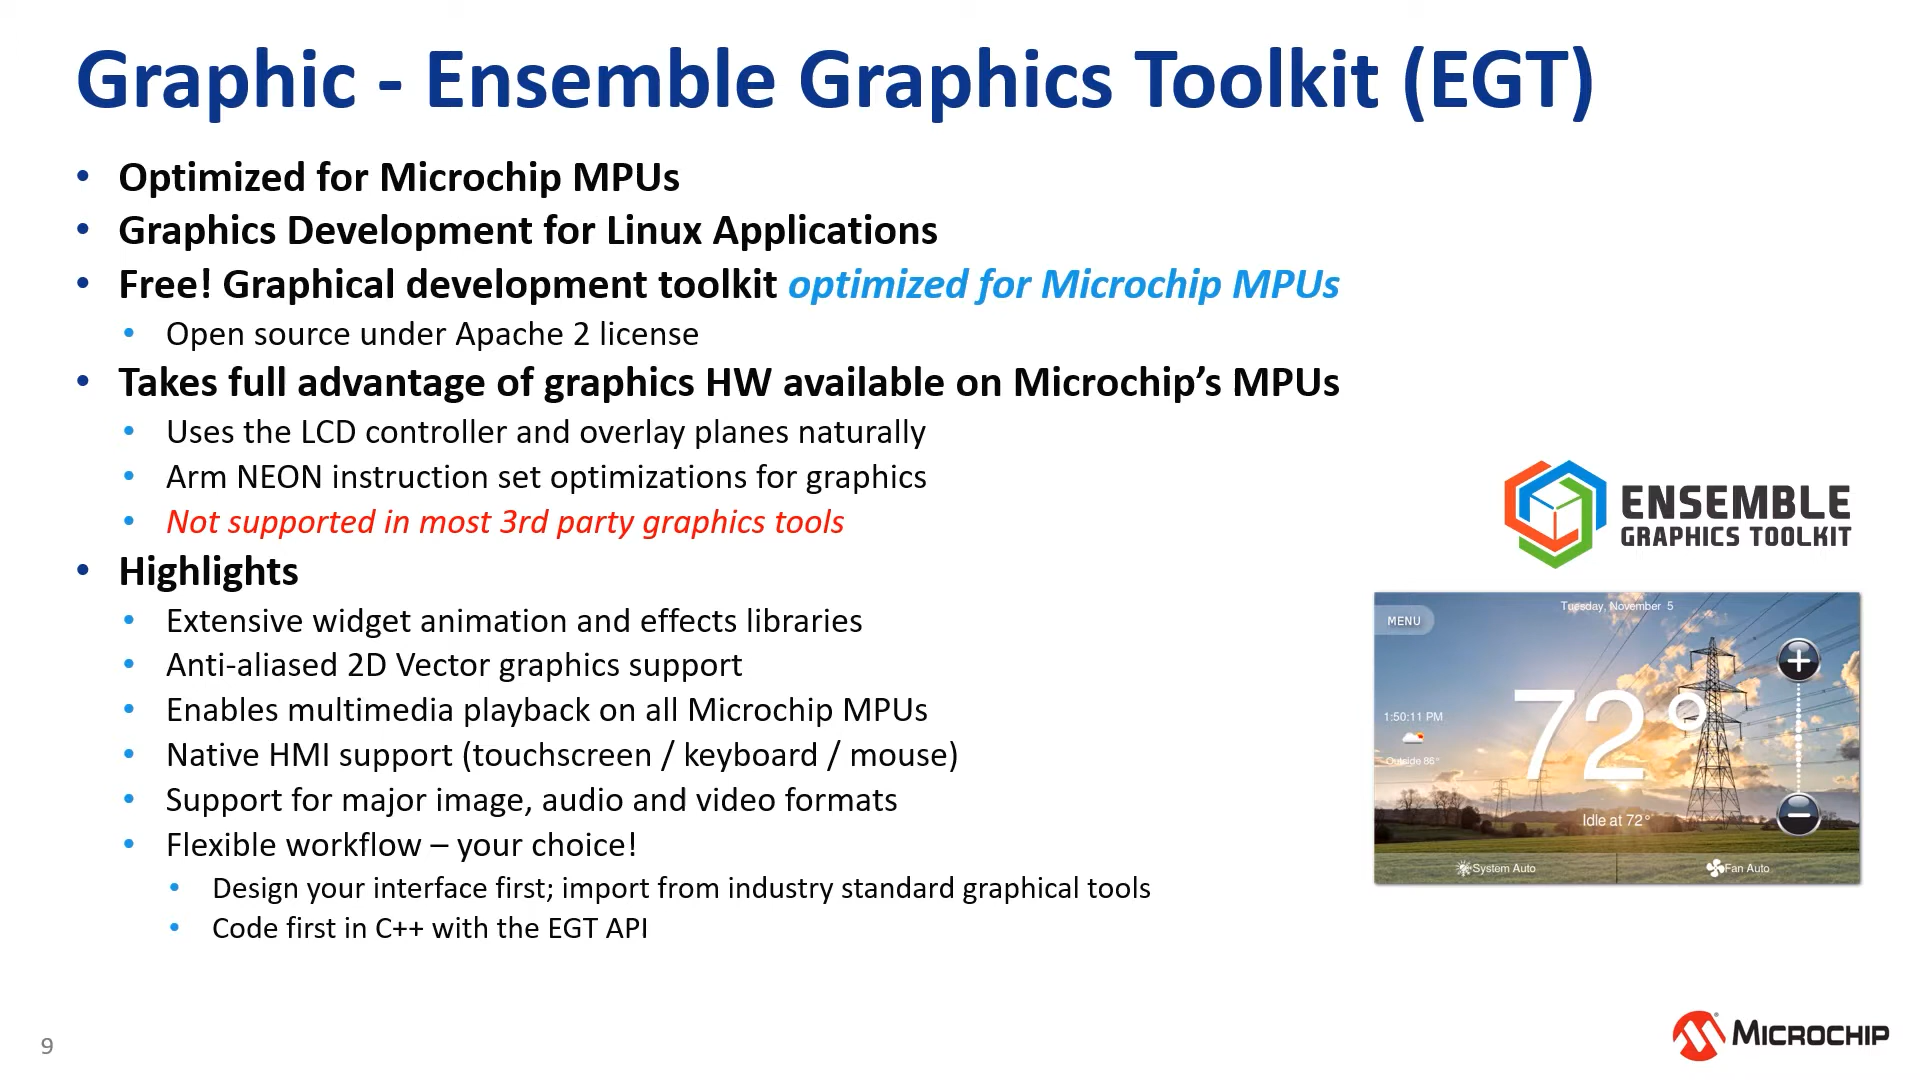 Graphic - Ensemble Graphics Toolkit (EGT)
• Optimized for Microchip MPUs
• Graphics Development for Linux Applications
• Free! Graphical development toolkit optimized for Microchip MPUs
• Open source under Apache 2 license
• Takes full advantage of graphics HW available on Microchip’s MPUs
• Uses the LCD controller and overlay planes naturally
• Arm NEON instruction set optimizations for graphics
• Not supported in most 3rd party graphics tools
• Highlights
• Extensive widget animation and effects libraries
• Anti-aliased 2D Vector graphics support
• Enables multimedia playback on all Microchip MPUs
• Native HMI support (touchscreen / keyboard / mouse)
• Support for major image, audio and video formats
• Flexible workflow – your choice!
• Design your interface first; import from industry standard graphical tools
• Code first in C++ with the EGT API
ENSEMBLE
GRAPHICS TOOLKIT
Tuesday, November 5
MENU
+
1:50:11 PM
72°
Outside 86°
−
Idle at 72°
System Auto
Fan Auto
9
MICROCHIP